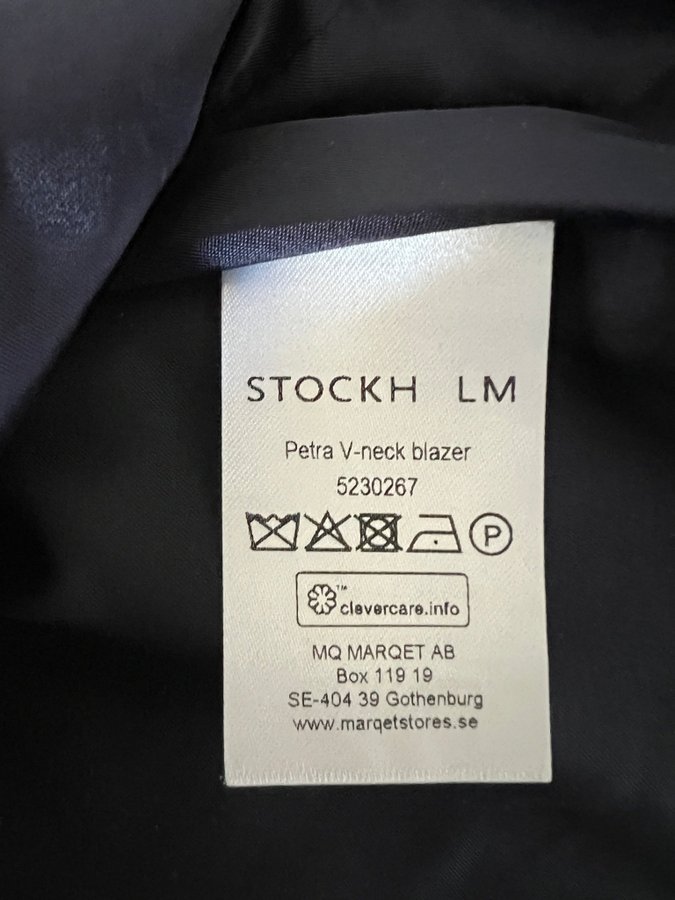 STOCKH LM
Petra V-neck blazer
5230267
P
™
clevercare.info
MQ MARQET AB
Box 119 19
SE-404 39 Gothenburg
www.marqetstores.se